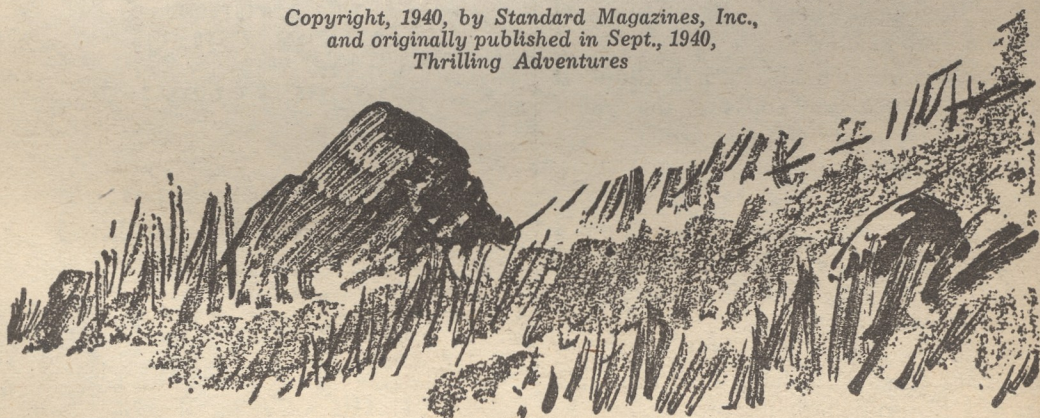 Copyright, 1940, by Standard Magazines, Inc.,
and originally published in Sept., 1940,
Thrilling Adventures